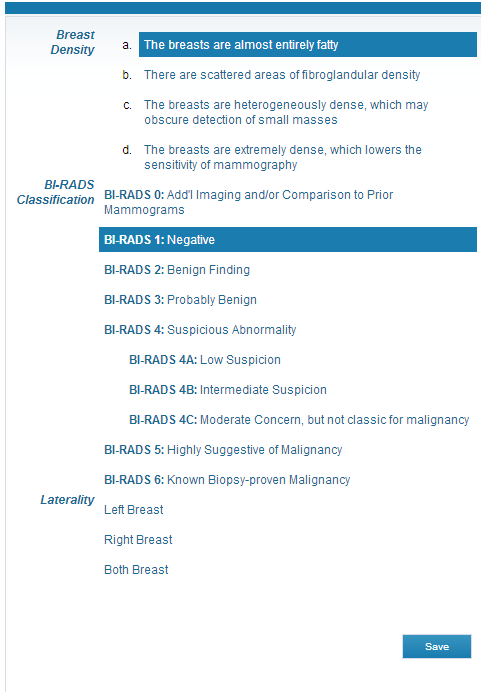 Breast
Density
a. The breasts are almost entirely fatty
b. There are scattered areas of fibroglandular density
c. The breasts are heterogeneously dense, which may
obscure detection of small masses
d. The breasts are extremely dense, which lowers the
sensitivity of mammography
BI-RADS
Classification
BI-RADS 0: Add'l Imaging and/or Comparison to Prior
Mammograms
BI-RADS 1: Negative
BI-RADS 2: Benign Finding
BI-RADS 3: Probably Benign
BI-RADS 4: Suspicious Abnormality
BI-RADS 4A: Low Suspicion
BI-RADS 4B: Intermediate Suspicion
BI-RADS 4C: Moderate Concern, but not classic for malignancy
BI-RADS 5: Highly Suggestive of Malignancy
BI-RADS 6: Known Biopsy-proven Malignancy
Laterality
Left Breast
Right Breast
Both Breast
Save